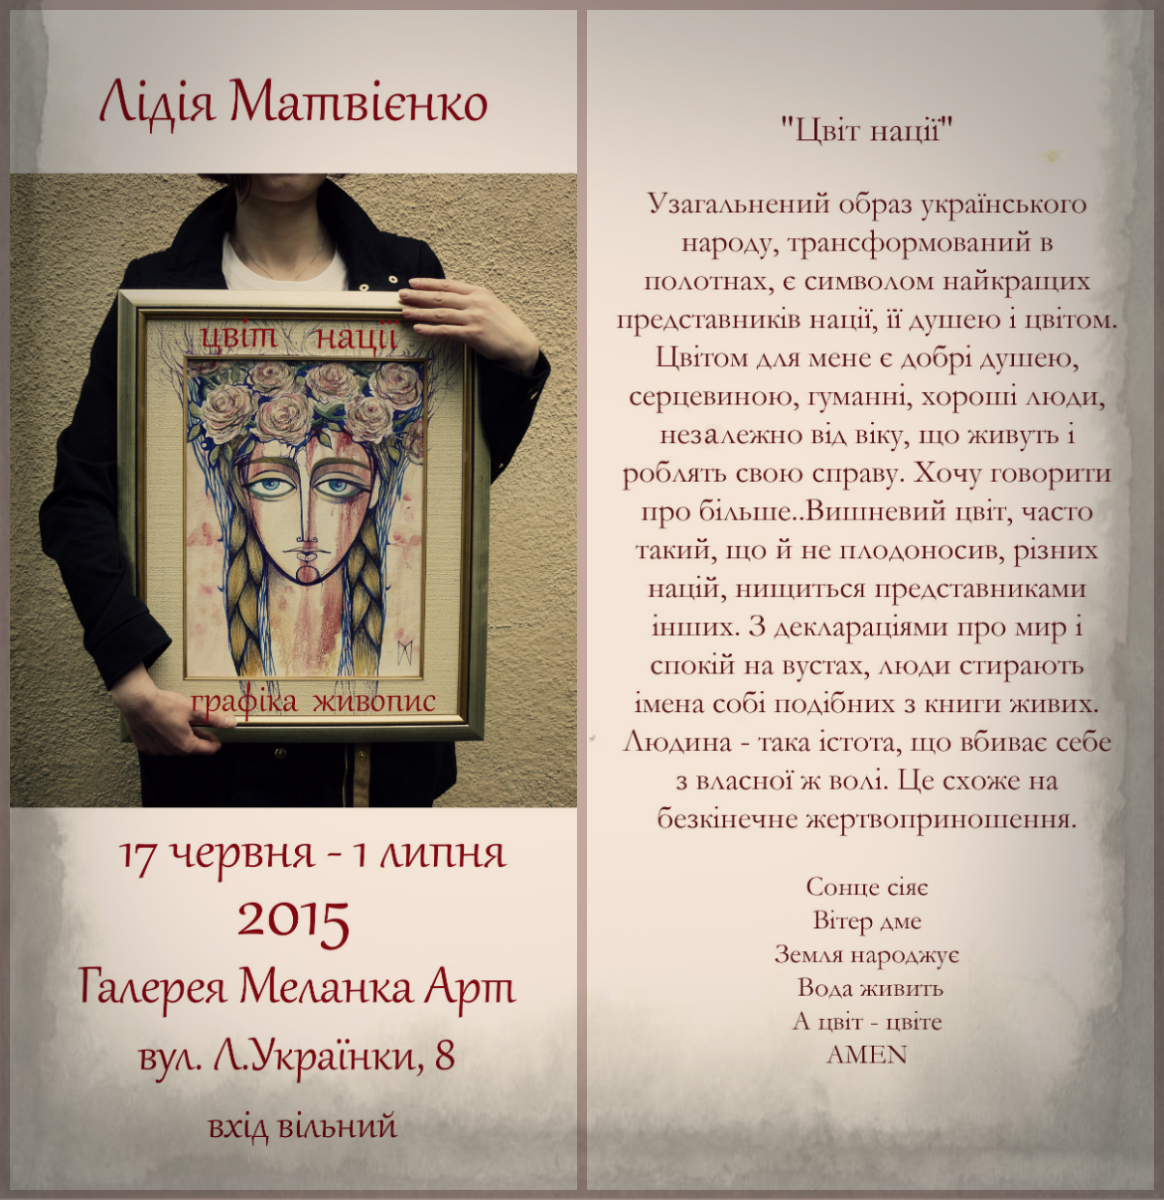 Лідія Матвієнко
цвіт нації
графіка живопис
17 червня - 1 липня
2015
Галерея Меланка Арт
вул. Л.Українки, 8
вхід вільний
"Цвіт нації"
Узагальнений образ українського
народу, трансформований в
полотнах, є символом найкращих
представників нації, її душею і цвітом.
Цвітом для мене є добрі душею,
серцевиною, гуманні, хороші люди,
незалежно від віку, що живуть і
роблять свою справу. Хочу говорити
про більше..Вишневий цвіт, часто
такий, що й не плодоносив, різних
націй, нищиться представниками
інших. З деклараціями про мир і
спокій на вустах, люди стирають
імена собі подібних з книги живих.
Людина - така істота, що вбиває себе
з власної ж волі. Це схоже на
безкінечне жертвоприношення.
Сонце сіяє
Вітер дме
Земля народжує
Вода живить
А цвіт - цвіте
AMEN